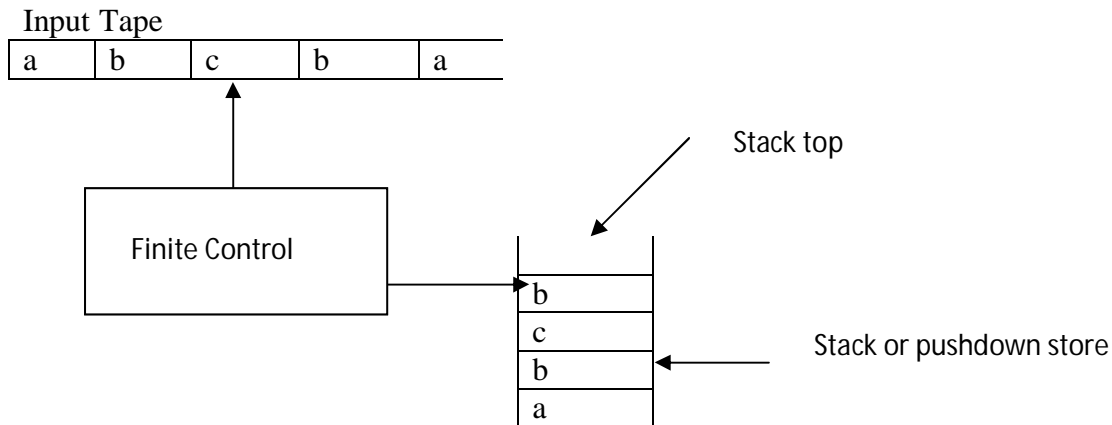 Input Tape
a b c b a
Stack top
Finite Control
b
c
Stack or pushdown store
b
a